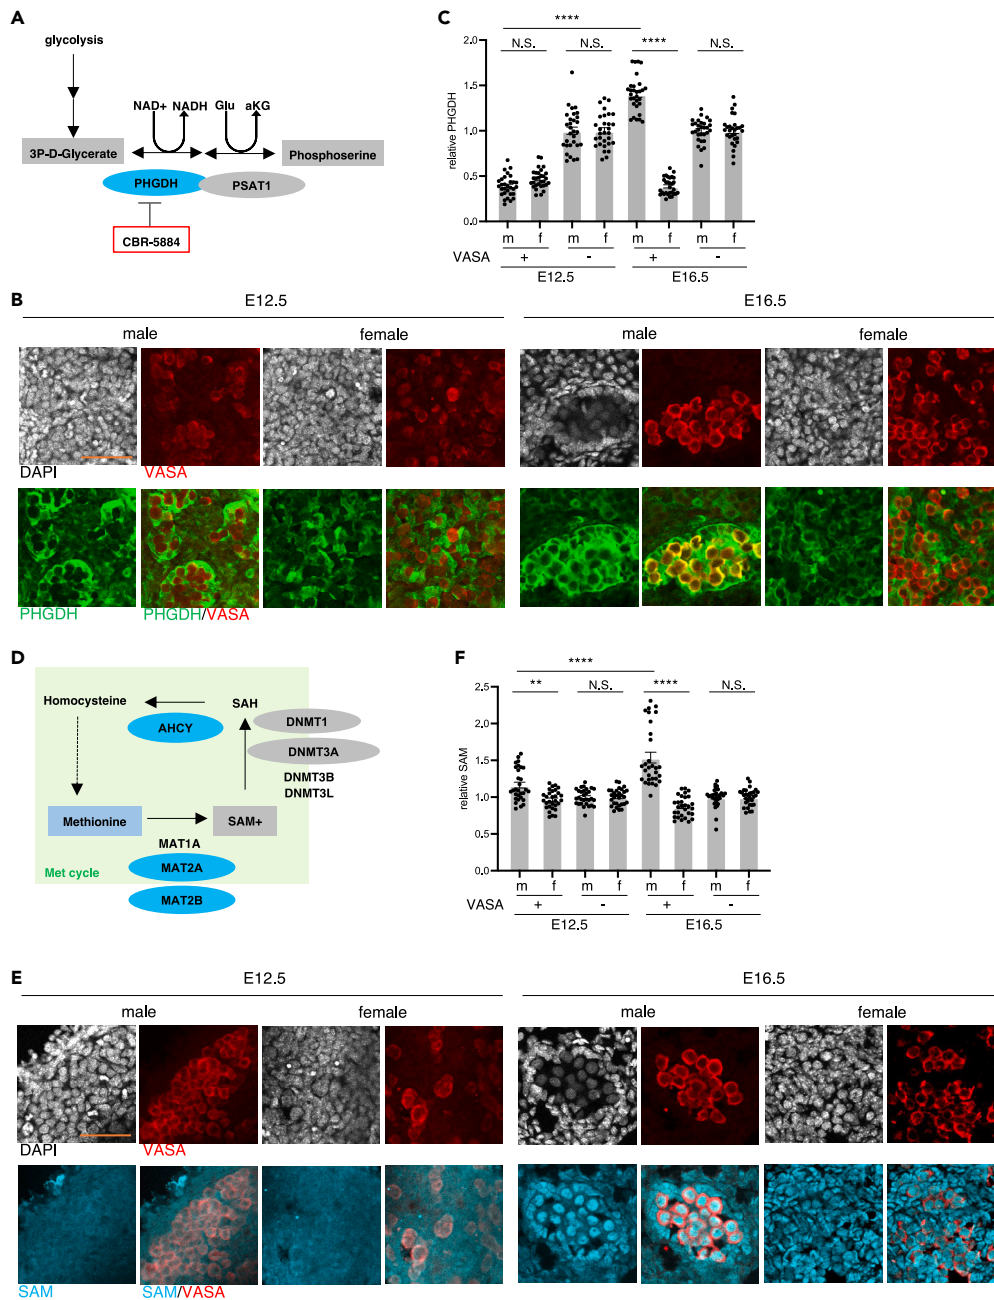 A
glycolysis
NAD+ NADH Glu aKG
3P-D-Glycerate
Phosphoserine
PHGDH
PSAT1
CBR-5884
C
****
N.S.
N.S.
****
N.S.
relative PHGDH
2.0
1.5
1.0
0.5
0.0
m f m f m f m f
VASA + - + -
E12.5 E16.5
B
E12.5 E16.5
male female male female
DAPI VASA
PHGDH PHGDH/VASA
D
Homocysteine
SAH
AHCY
DNMT1
DNMT3A
DNMT3B
DNMT3L
Methionine
SAM+
MAT1A
Met cycle
MAT2A
MAT2B
F
****
**
N.S.
****
N.S.
relative SAM
2.5
2.0
1.5
1.0
0.5
0.0
m f m f m f m f
VASA + - + -
E12.5 E16.5
E
E12.5 E16.5
male female male female
DAPI VASA
SAM SAM/VASA